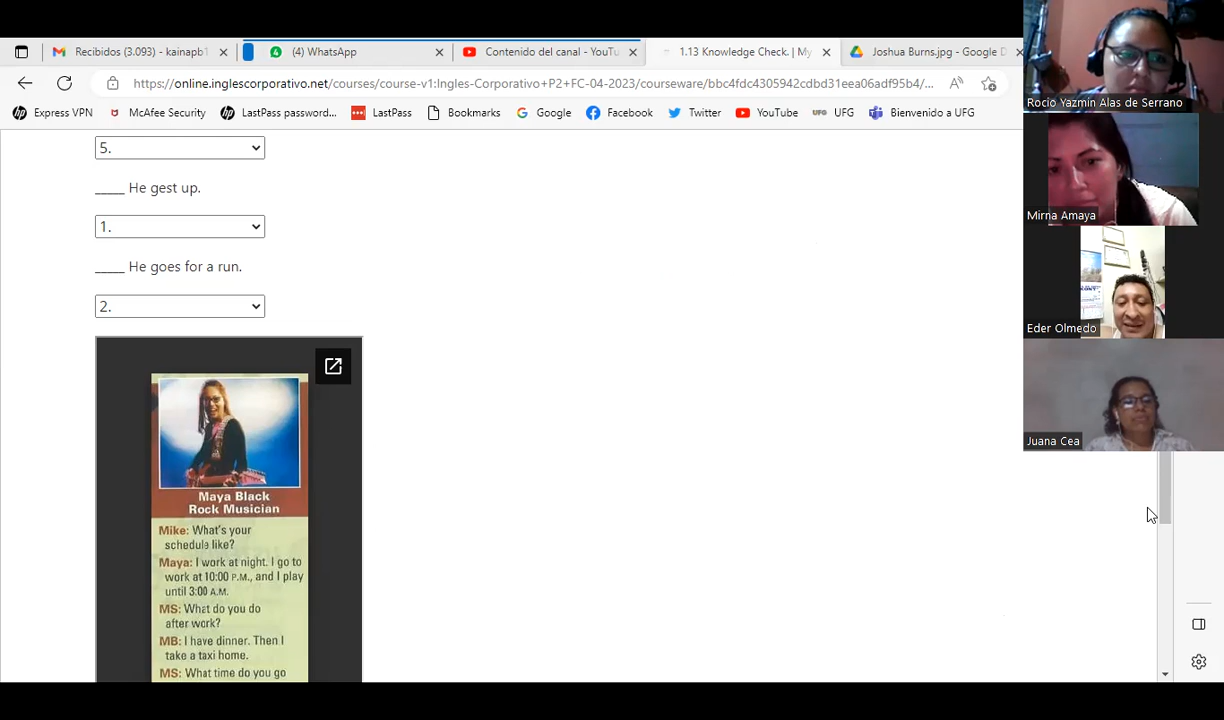 Recibidos (3.093) - kainapb1
(4) WhatsApp
Contenido del canal - YouTu
1.13 Knowledge Check. | My
Joshua Burns.jpg - Google D
https://online.inglescorporativo.net/courses/course-v1:Ingles-Corporativo+P2+FC-04-2023/courseware/bbc4fdc4305942cdbd31eea06adf95b4/...
Express VPN
McAfee Security
LastPass password...
LastPass
Bookmarks
Google
Facebook
Twitter
YouTube
UFG
Bienvenido a UFG
5.
_____ He gest up.
1.
_____ He goes for a run.
2.
Maya Black
Rock Musician
Mike: What's your
schedule like?
Maya: I work at night. I go to
work at 10:00 P.M., and I play
until 3:00 A.M.
MS: What do you do
after work?
MB: I have dinner. Then I
take a taxi home.
MS: What time do you go
Rocio Yazmín Alas de Serrano
Mirna Amaya
Eder Olmedo
Juana Cea